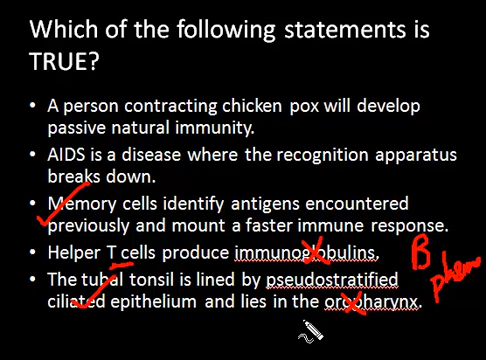 Which of the following statements is
TRUE?
• A person contracting chicken pox will develop
passive natural immunity.
• AIDS is a disease where the recognition apparatus
breaks down.
• Memory cells identify antigens encountered
previously and mount a faster immune response.
• Helper T cells produce immunoglobulins.
B
• The tubal tonsil is lined by pseudostratified
ciliated epithelium and lies in the oropharynx.